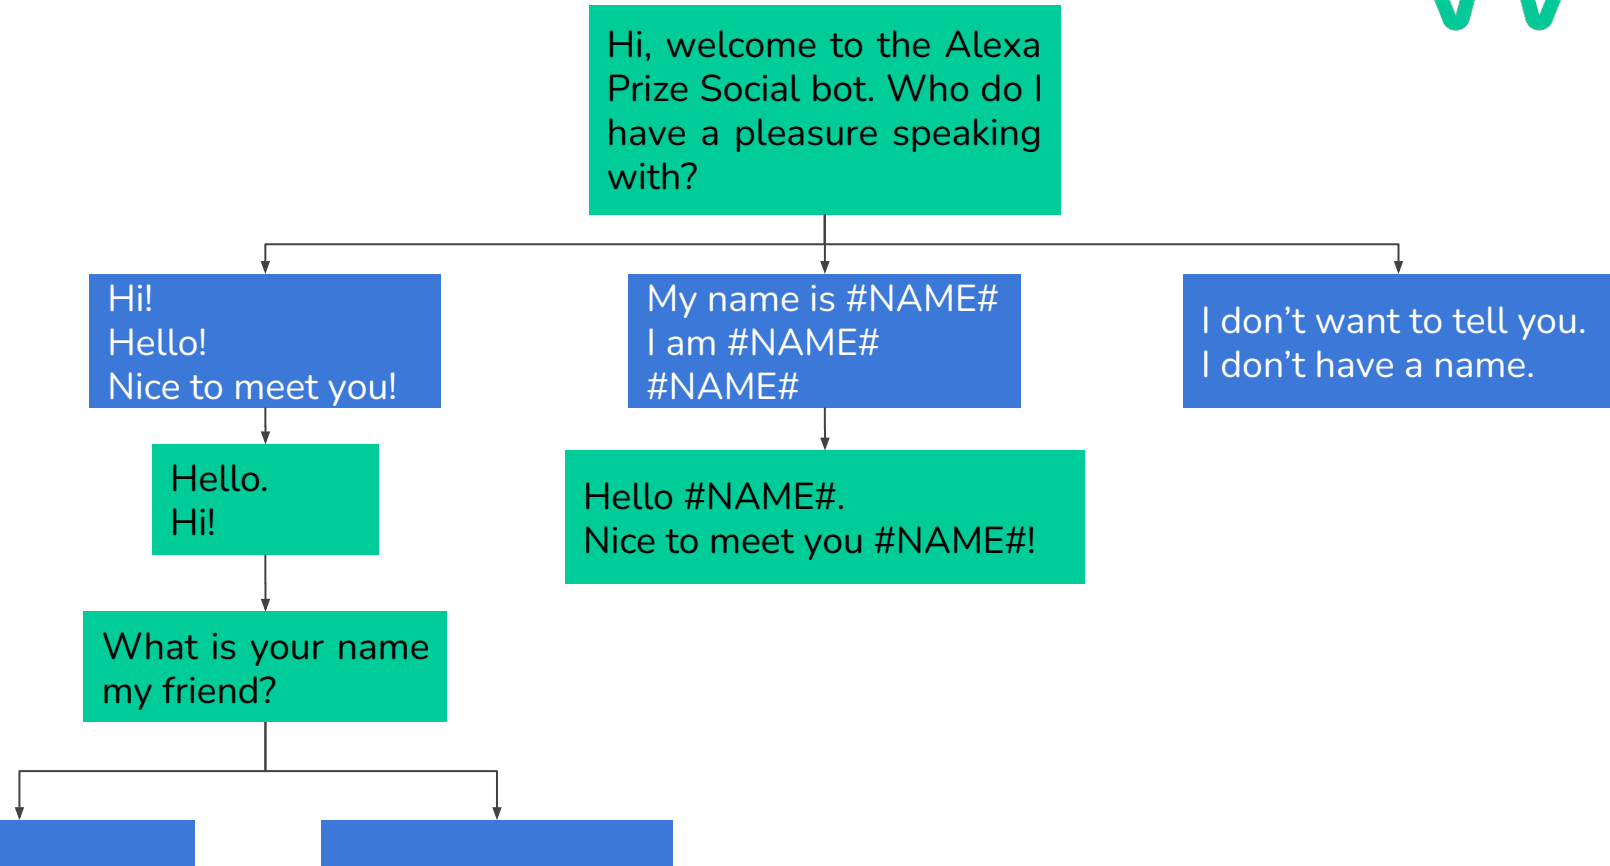 Hi, welcome to the Alexa
Prize Social bot. Who do I
have a pleasure speaking
with?
Hi!
Hello!
Nice to meet you!
My name is #NAME#
I am #NAME#
#NAME#
I don’t want to tell you.
I don’t have a name.
Hello.
Hi!
Hello #NAME#.
Nice to meet you #NAME#!
What is your name
my friend?